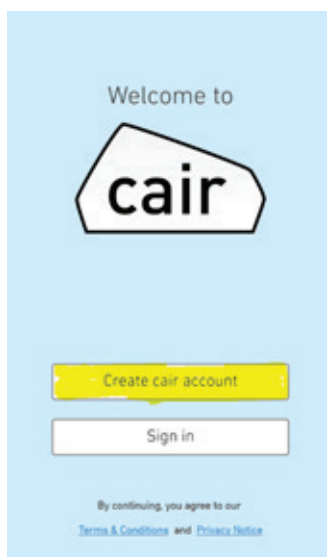 Welcome to
cair
Create cair account
Sign in
By continuing, you agree to our
Terms & Conditions and Privacy Notice